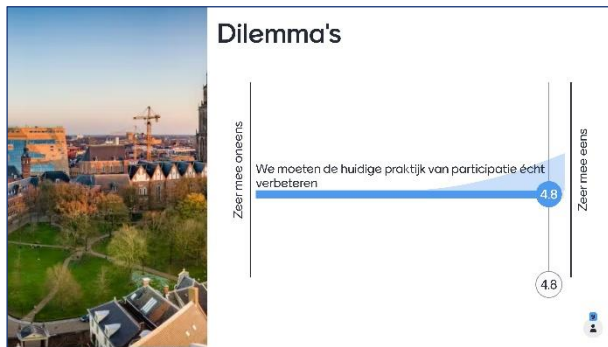 Dilemma's
Zeer mee oneens
We moeten de huidige praktijk van participatie écht
verbeteren
4.8
Zeer mee eens
4.8